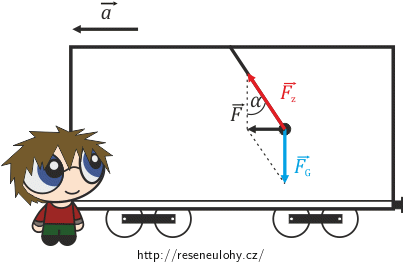 a
F
α
F_z
F_G
http://reseneulohy.cz/